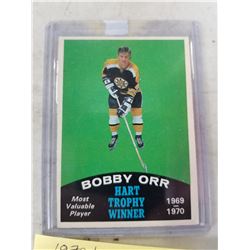 BOBBY ORR
Most
Valuable
Player
HART
TROPHY
WINNER
1969
1970